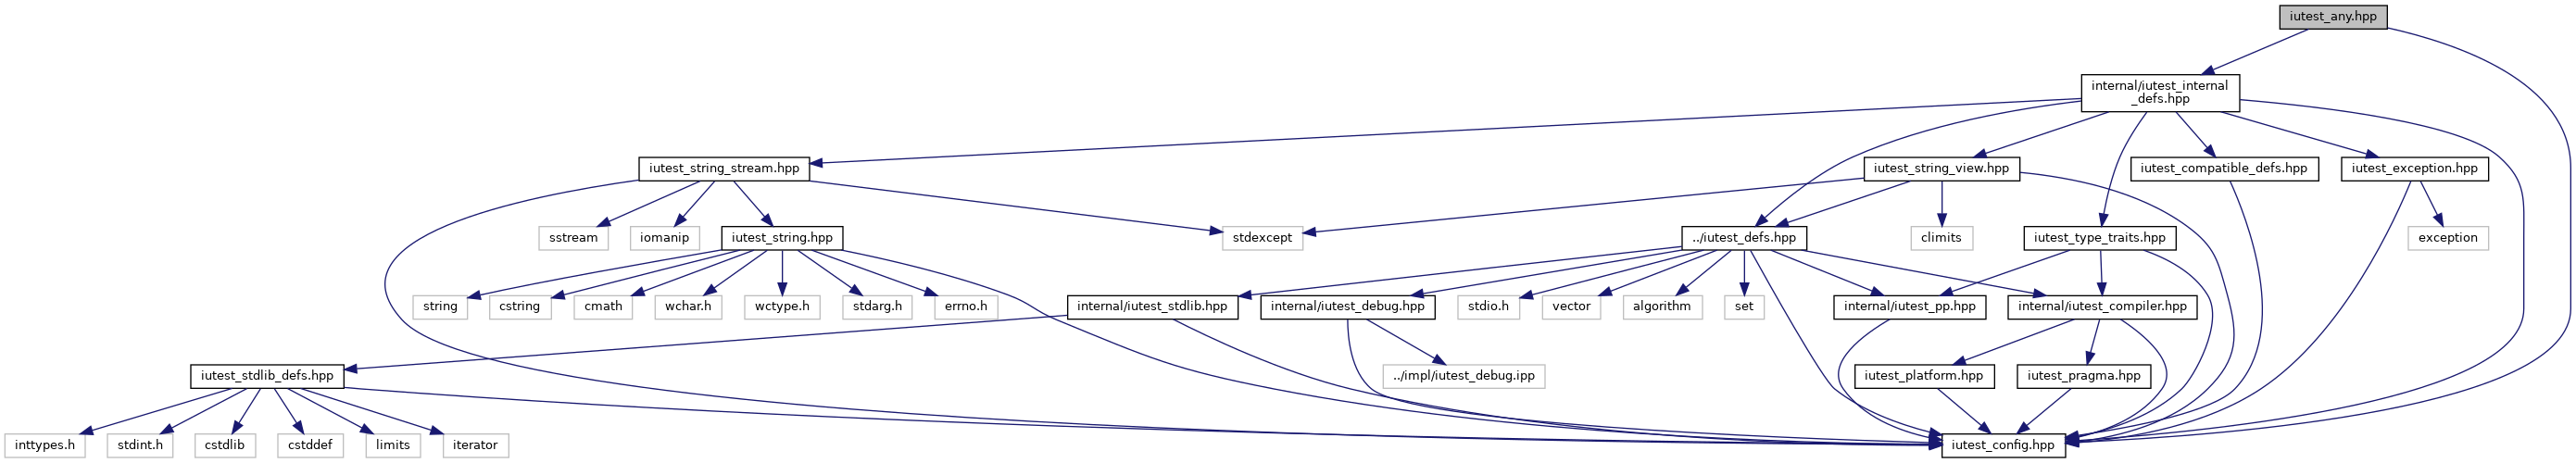 iutest_any.hpp
internal/iutest_internal
_defs.hpp
iutest_string_stream.hpp
iutest_string_view.hpp
iutest_compatible_defs.hpp
iutest_exception.hpp
sstream
iomanip
iutest_string.hpp
stdexcept
../iutest_defs.hpp
climits
iutest_type_traits.hpp
exception
string
cstring
cmath
wchar.h
wctype.h
stdarg.h
errno.h
internal/iutest_stdlib.hpp
internal/iutest_debug.hpp
stdio.h
vector
algorithm
set
internal/iutest_pp.hpp
internal/iutest_compiler.hpp
iutest_stdlib_defs.hpp
../impl/iutest_debug.ipp
iutest_platform.hpp
iutest_pragma.hpp
inttypes.h
stdint.h
cstdlib
cstddef
limits
iterator
iutest_config.hpp